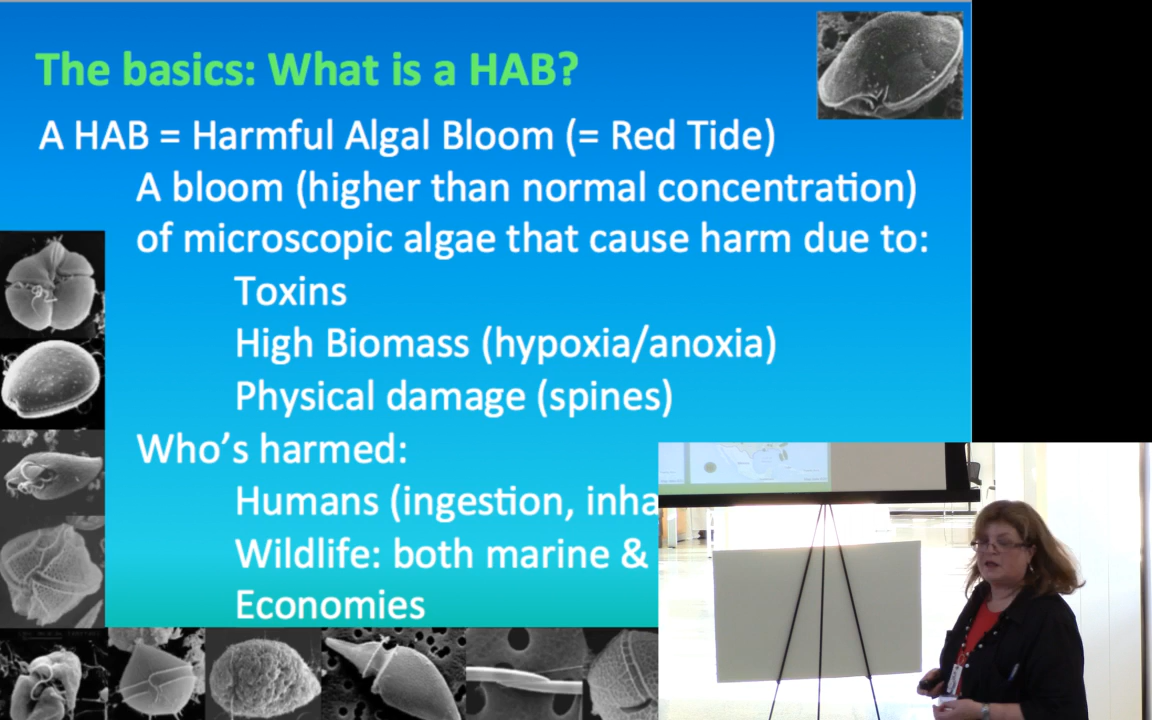 The basics: What is a HAB?
A HAB = Harmful Algal Bloom (= Red Tide)
A bloom (higher than normal concentration)
of microscopic algae that cause harm due to:
Toxins
High Biomass (hypoxia/anoxia)
Physical damage (spines)
Who's harmed:
Humans (ingestion, inha
Wildlife: both marine &
Economies